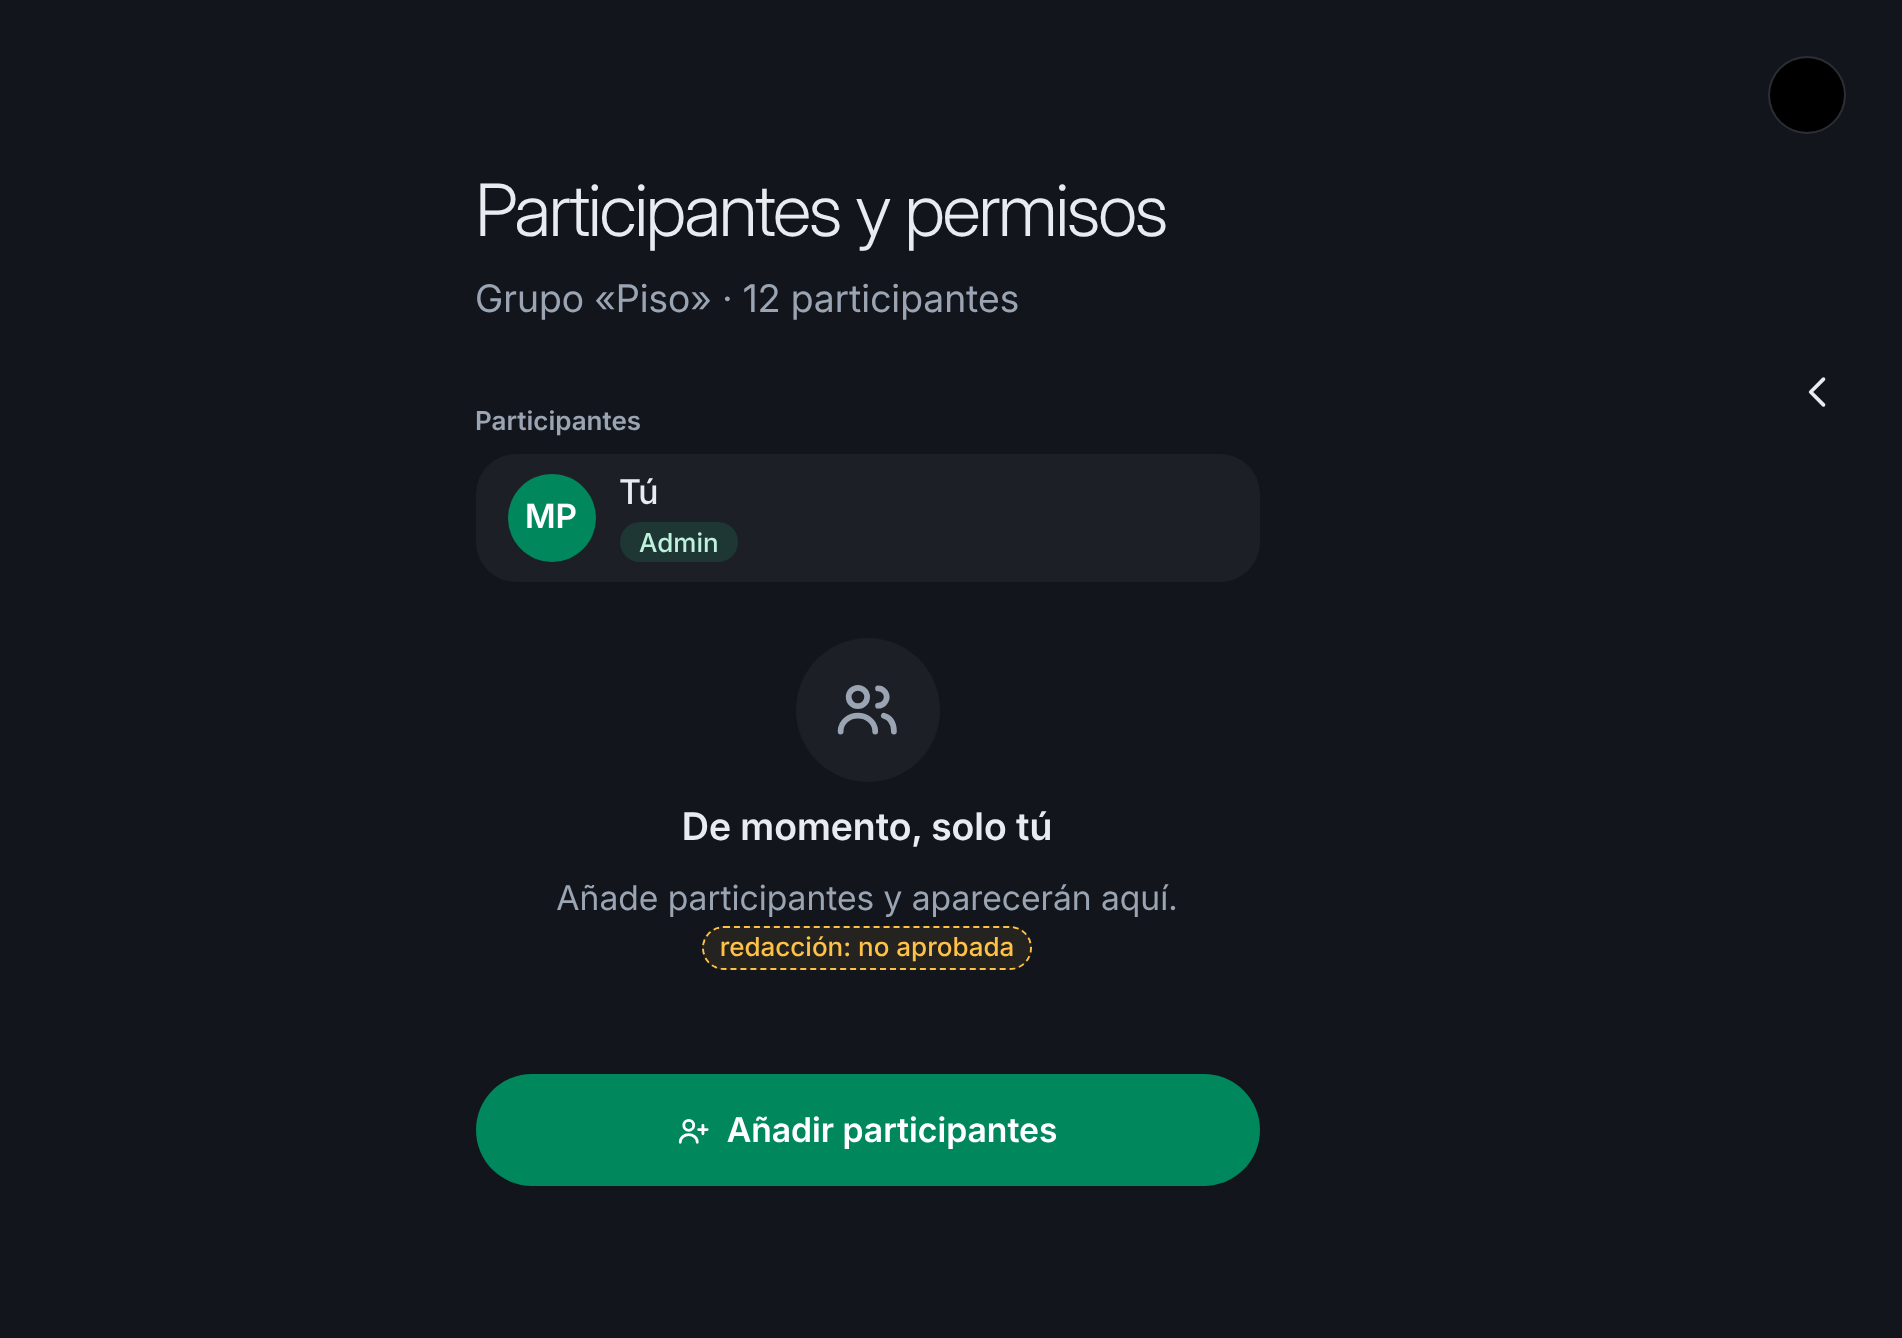 Participantes y permisos
Grupo «Piso» · 12 participantes
Participantes
MP
Tú
Admin
De momento, solo tú
Añade participantes y aparecerán aquí.
redacción: no aprobada
Añadir participantes